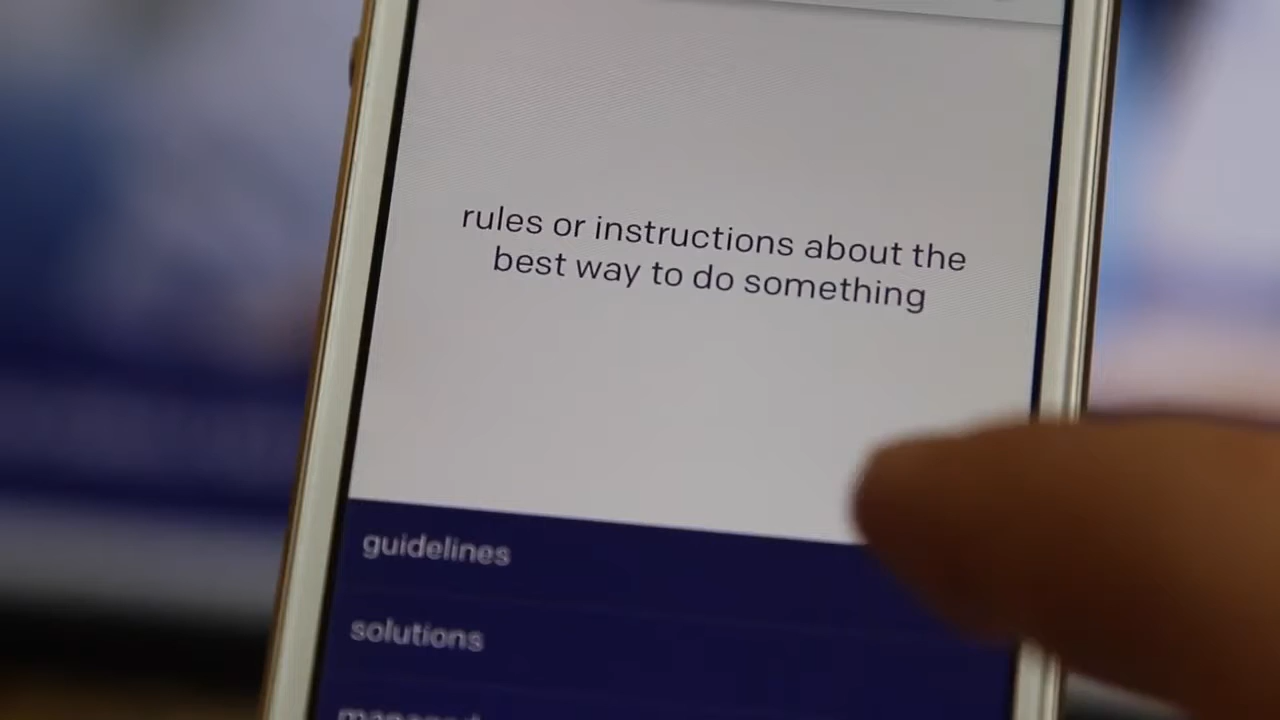 rules or instructions about the
best way to do something
guidelines
solutions